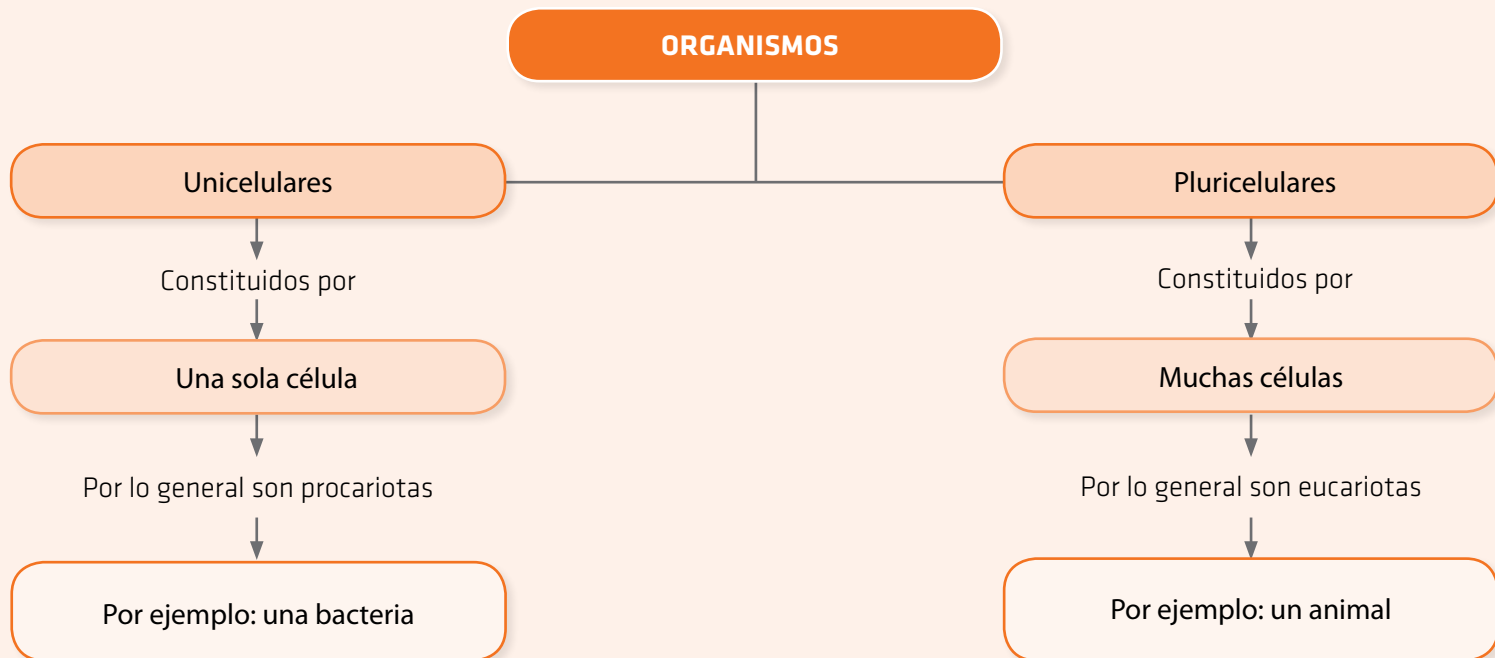 ORGANISMOS
Unicelulares
Pluricelulares
Constituidos por
Constituidos por
Una sola célula
Muchas células
Por lo general son procariotas
Por lo general son eucariotas
Por ejemplo: una bacteria
Por ejemplo: un animal